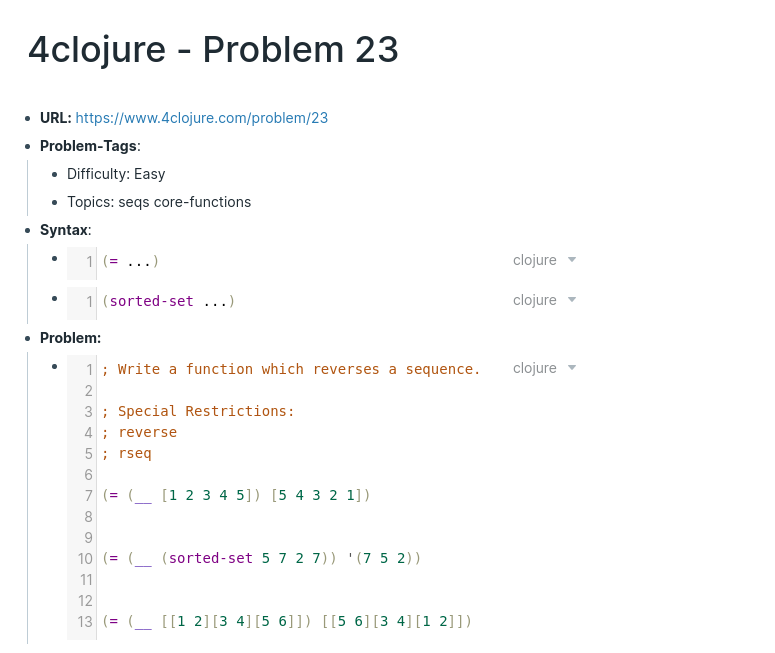 4clojure - Problem 23
URL: https://www.4clojure.com/problem/23
Problem-Tags:
Difficulty: Easy
Topics: seqs core-functions
Syntax:
1 (= ...) clojure
1 (sorted-set ...) clojure
Problem:
1 ; Write a function which reverses a sequence. clojure
2
3 ; Special Restrictions:
4 ; reverse
5 ; rseq
6
7 (= (__ [1 2 3 4 5]) [5 4 3 2 1])
8
9
10 (= (__ (sorted-set 5 7 2 7)) '(7 5 2))
11
12
13 (= (__ [[1 2][3 4][5 6]]) [[5 6][3 4][1 2]])